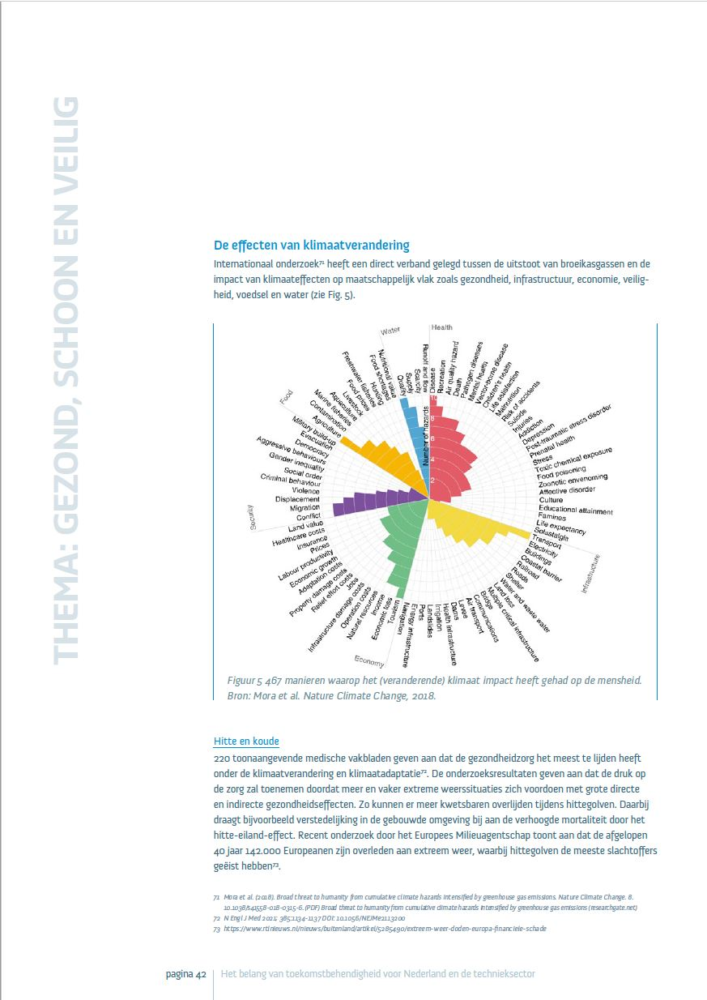 THEMA: GEZOND, SCHOON EN VEILIG
De effecten van klimaatverandering
Internationaal onderzoek71 heeft een direct verband gelegd tussen de uitstoot van broeikasgassen en de
impact van klimaateffecten op maatschappelijk vlak zoals gezondheid, infrastructuur, economie, veilig-
heid, voedsel en water (zie Fig. 5).
Health
Disease
Recreation
Air quality hazard
Death
Pathogen diseases
Mental health
Vector-borne disease
Children's health
Life satisfaction
Malnutrition
Risk of accidents
Suicide
Injuries
Addiction
Depression
Post-traumatic stress disorder
Prenatal health
Stress
Toxic chemical exposure
Food poisoning
Zoonotic envenoming
Affective disorder
Culture
Educational attainment
Famines
Life expectancy
Solastalgia
Infrastructure
Transport
Electricity
Buildings
Coastal barrier
Railroad
Roads
Shelter
Water and waste water
Land loss
Multiple critical infrastructure
Bridge
Communications
Air transport
Levee
Dams
Health infrastructure
Irrigation
Landslides
Ports
Energy infrastructure
Navigation
Economy
Tourism
Economic loss
Income
Natural resources
Operation costs
Infrastructure damage costs
Jobs
Relief effort costs
Property damage costs
Adaptation costs
Economic growth
Labour productivity
Prices
Insurance
Healthcare costs
Land value
Security
Conflict
Migration
Displacement
Violence
Criminal behaviour
Social order
Gender inequality
Aggressive behaviours
Democracy
Evacuation
Military build-up
Food
Agriculture
Contamination
Marine fisheries
Aquaculture
Livestock
Food prices
Freshwater fisheries
Hunting
Food shortages
Nutritional value
Water
Quality
Supply
Scarcity
Runoff and flow
Number of hazards
10
8
6
4
2
Figuur 5 467 manieren waarop het (veranderende) klimaat impact heeft gehad op de mensheid.
Bron: Mora et al. Nature Climate Change, 2018.
Hitte en koude
220 toonaangevende medische vakbladen geven aan dat de gezondheidzorg het meest te lijden heeft
onder de klimaatverandering en klimaatadaptatie72. De onderzoeksresultaten geven aan dat de druk op
de zorg zal toenemen doordat meer en vaker extreme weerssituaties zich voordoen met grote directe
en indirecte gezondheidseffecten. Zo kunnen er meer kwetsbaren overlijden tijdens hittegolven. Daarbij
draagt bijvoorbeeld verstedelijking in de gebouwde omgeving bij aan de verhoogde mortaliteit door het
hitte-eiland-effect. Recent onderzoek door het Europees Milieuagentschap toont aan dat de afgelopen
40 jaar 142.000 Europeanen zijn overleden aan extreem weer, waarbij hittegolven de meeste slachtoffers
geëist hebben73.
71 Mora et al. (2018). Broad threat to humanity from cumulative climate hazards intensified by greenhouse gas emissions. Nature Climate Change. 8.
10.1038/s41558-018-0315-6. (PDF) Broad threat to humanity from cumulative climate hazards intensified by greenhouse gas emissions (researchgate.net)
72 N Engl J Med 2021; 385:1134-1137 DOI: 10.1056/NEJMe2113200
73 https://www.rtlnieuws.nl/nieuws/buitenland/artikel/5285490/extreem-weer-doden-europa-financiele-schade
pagina 42 Het belang van toekomstbehendigheid voor Nederland en de technieksector